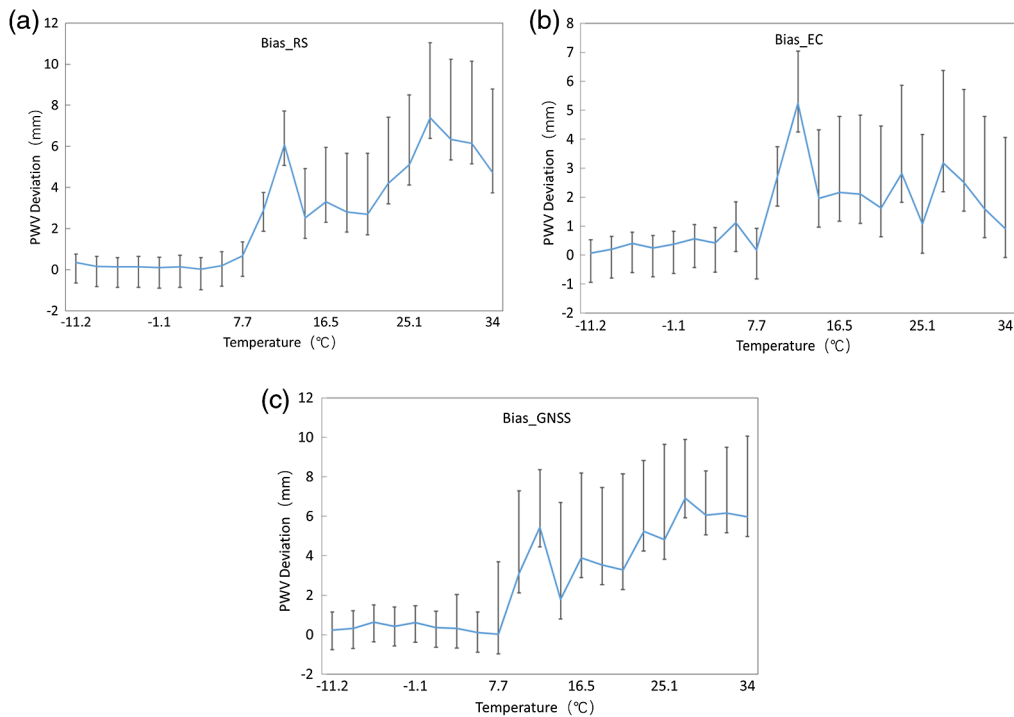 (a)
Bias_RS
PWV Deviation（mm）
12
10
8
6
4
2
0
-2
-11.2 -1.1 7.7 16.5 25.1 34
Temperature（℃）
(b)
Bias_EC
PWV Deviation（mm）
8
7
6
5
4
3
2
1
0
-1
-2
-11.2 -1.1 7.7 16.5 25.1 34
Temperature（℃）
(c)
Bias_GNSS
PWV Deviation（mm）
12
10
8
6
4
2
0
-2
-11.2 -1.1 7.7 16.5 25.1 34
Temperature（℃）